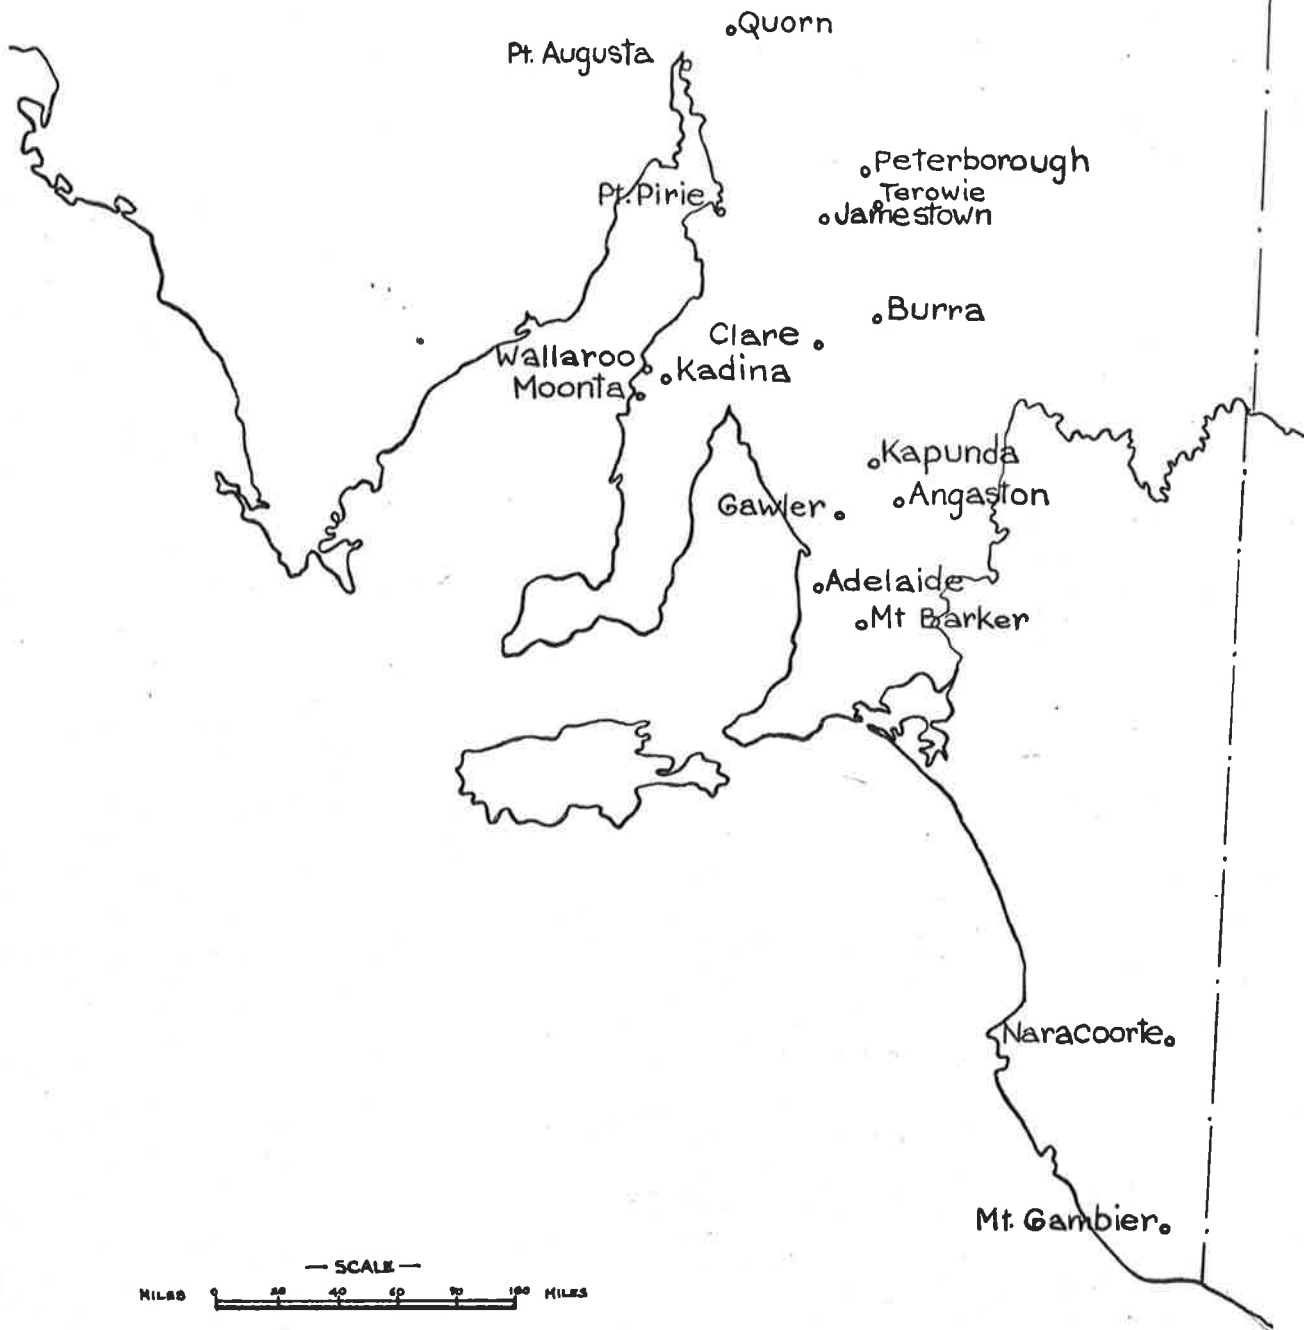 Quorn
Pt. Augusta
Peterborough
Terowie
Pt. Pirie
Jamestown
Burra
Clare
Wallaroo
Kadina
Moonta
Kapunda
Angaston
Gawler
Adelaide
Mt Barker
Naracoorte
Mt. Gambier
— SCALE —
MILES 0 20 40 60 80 100 MILES